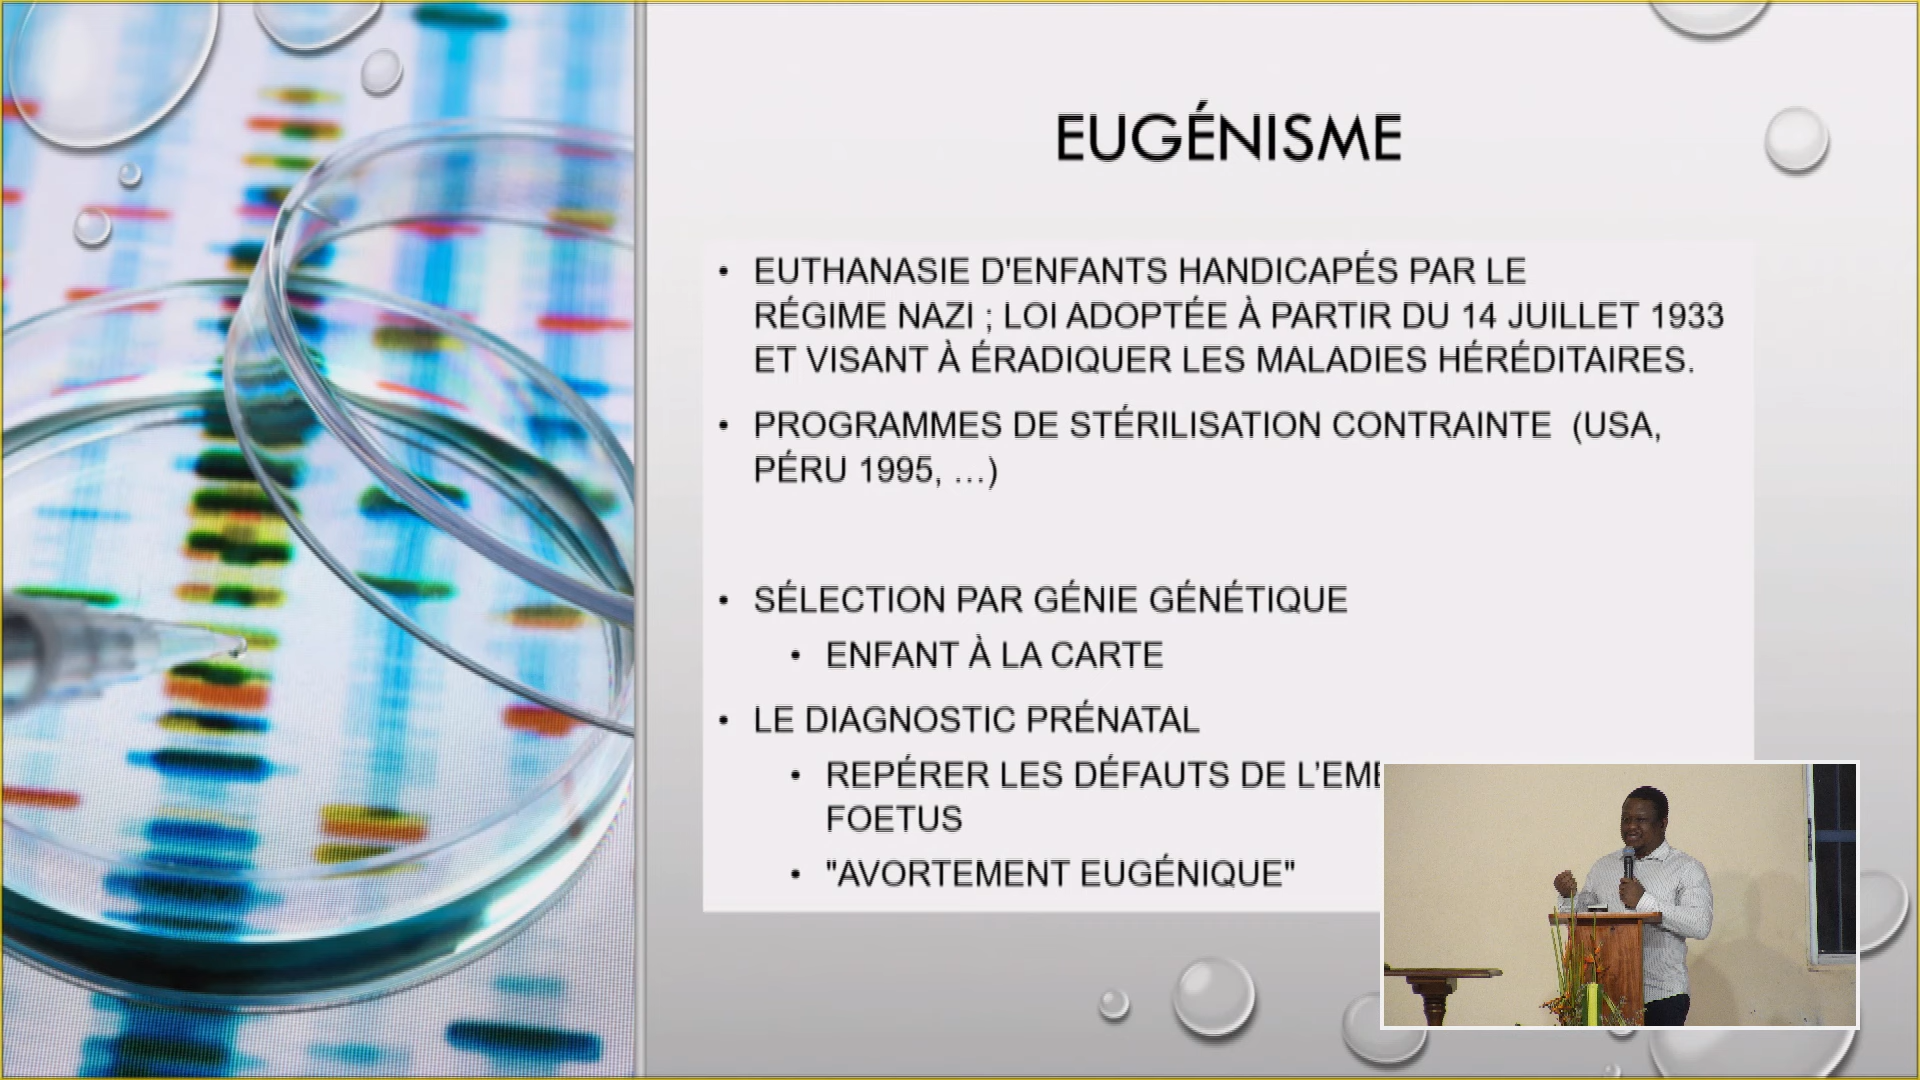 EUGÉNISME
• EUTHANASIE D'ENFANTS HANDICAPÉS PAR LE
RÉGIME NAZI ; LOI ADOPTÉE À PARTIR DU 14 JUILLET 1933
ET VISANT À ÉRADIQUER LES MALADIES HÉRÉDITAIRES.
• PROGRAMMES DE STÉRILISATION CONTRAINTE (USA,
PÉRU 1995, …)
• SÉLECTION PAR GÉNIE GÉNÉTIQUE
• ENFANT À LA CARTE
• LE DIAGNOSTIC PRÉNATAL
• REPÉRER LES DÉFAUTS DE
FOETUS
• "AVORTEMENT EUGÉNIQUE"